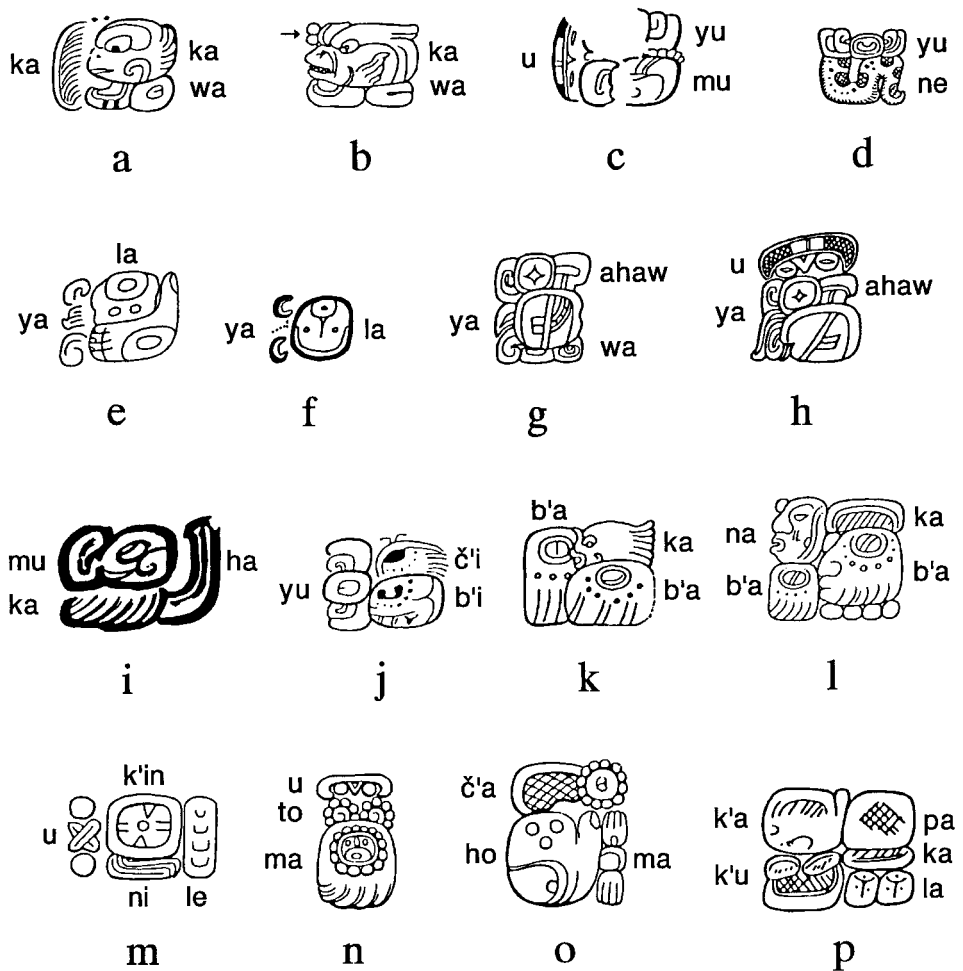 ka ka wa
ka wa
u yu mu
yu ne
a b c d
la ya
ya la
ahaw ya wa
u ahaw ya
e f g h
mu ka ha
yu č'i b'i
b'a ka b'a
na ka b'a b'a
i j k l
k'in u ni le
u to ma
č'a ho ma
k'a pa ka k'u la
m n o p